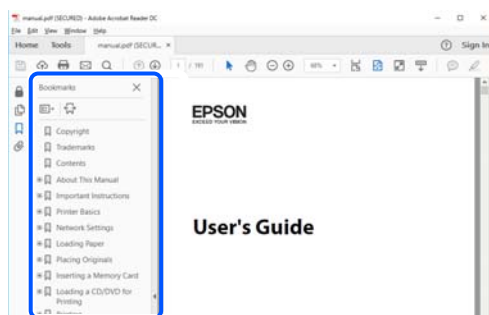 manual.pdf (SECURED) - Adobe Acrobat Reader DC
File Edit View Window Help
Home Tools manual.pdf (SECUR... ×
Sign In
Bookmarks
Copyright
Trademarks
Contents
About This Manual
Important Instructions
Printer Basics
Network Settings
Loading Paper
Placing Originals
Inserting a Memory Card
Loading a CD/DVD for
Printing
EPSON
EXCEED YOUR VISION
User's Guide